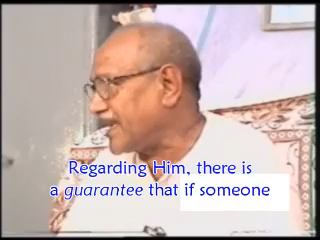 Regarding Him, there is
a guarantee that if someone